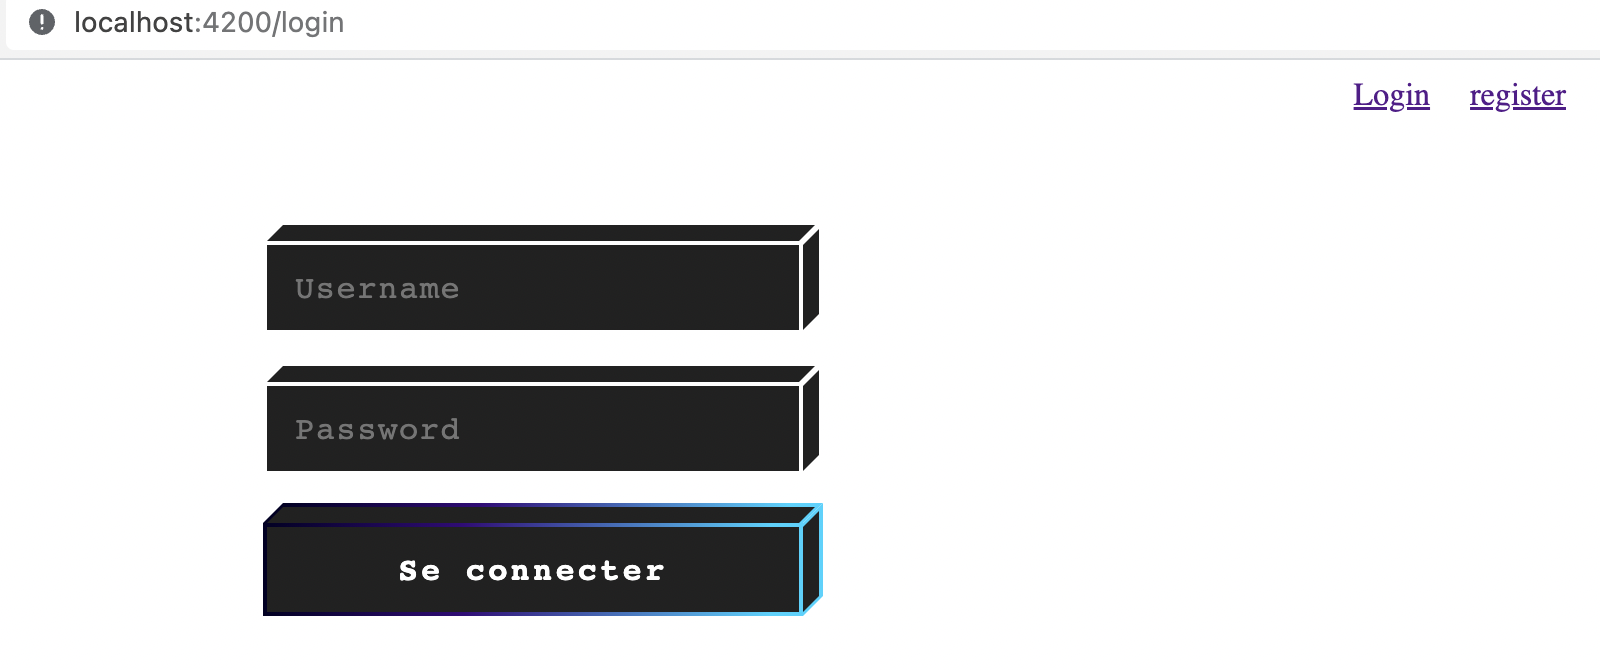 localhost:4200/login
Login register
Username
Password
Se connecter